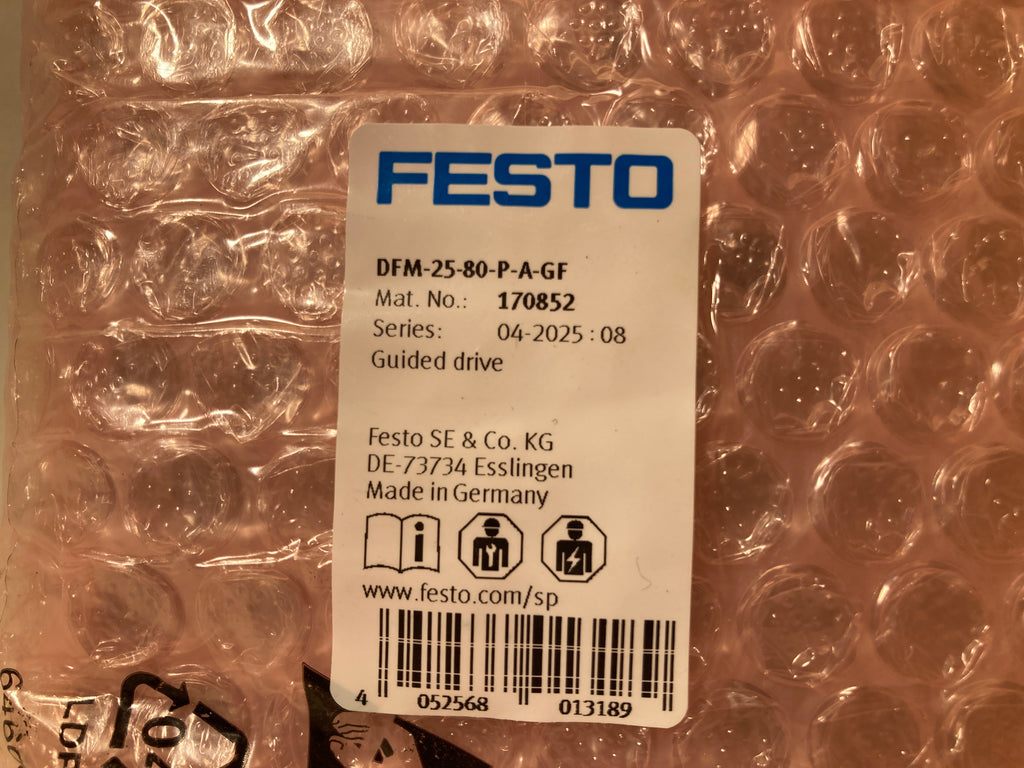 FESTO
DFM-25-80-P-A-GF
Mat. No.: 170852
Series: 04-2025 : 08
Guided drive
Festo SE & Co. KG
DE-73734 Esslingen
Made in Germany
www.festo.com/sp
4 052568 013189